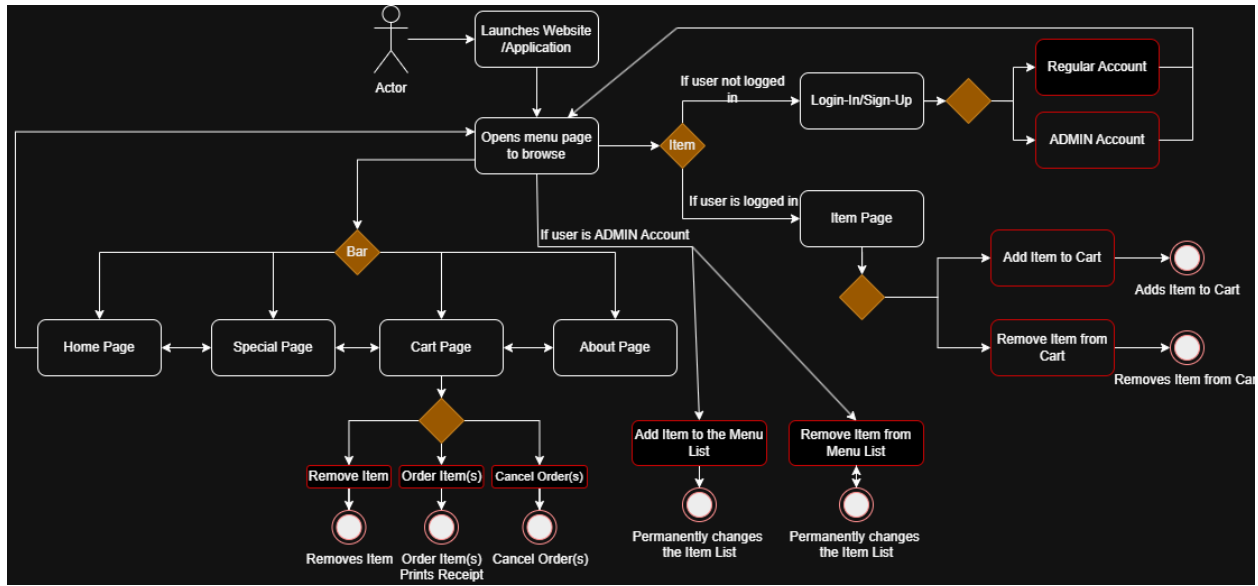 Launches Website
/Application
Actor
If user not logged
in
Login-In/Sign-Up
Regular Account
Opens menu page
to browse
Item
ADMIN Account
If user is logged in
Item Page
If user is ADMIN Account
Bar
Add Item to Cart
Adds Item to Cart
Home Page
Special Page
Cart Page
About Page
Remove Item from
Cart
Removes Item from Cart
Add Item to the Menu
List
Remove Item from
Menu List
Remove Item
Order Item(s)
Cancel Order(s)
Permanently changes
the Item List
Permanently changes
the Item List
Removes Item
Order Item(s)
Prints Receipt
Cancel Order(s)